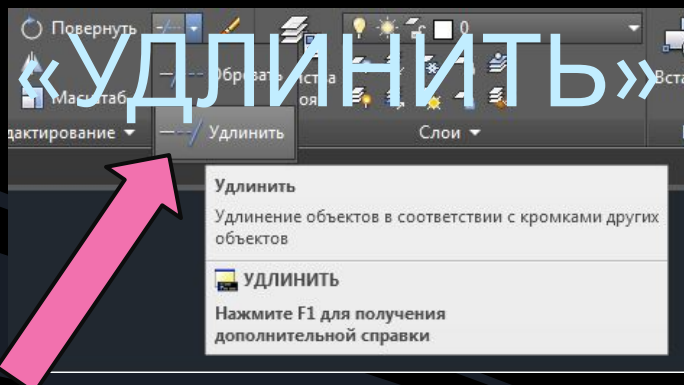 «УДЛИНИТЬ»
Повернуть
0
Обрезать
Масштаб
Вста
дактирование
Удлинить
Слои
Удлинить
Удлинение объектов в соответствии с кромками других
объектов
УДЛИНИТЬ
Нажмите F1 для получения
дополнительной справки